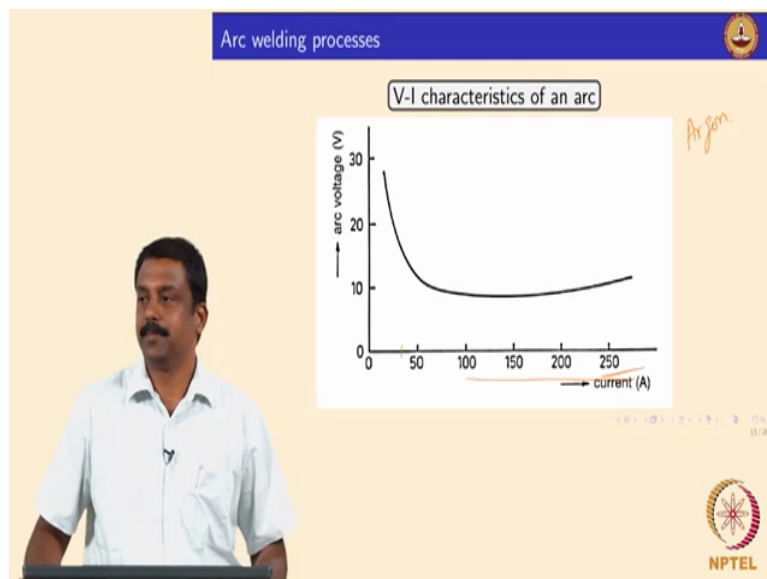 Arc welding processes
V-I characteristics of an arc
Argon.
arc voltage (V)
30
20
10
0
0 50 100 150 200 250
current (A)
NPTEL